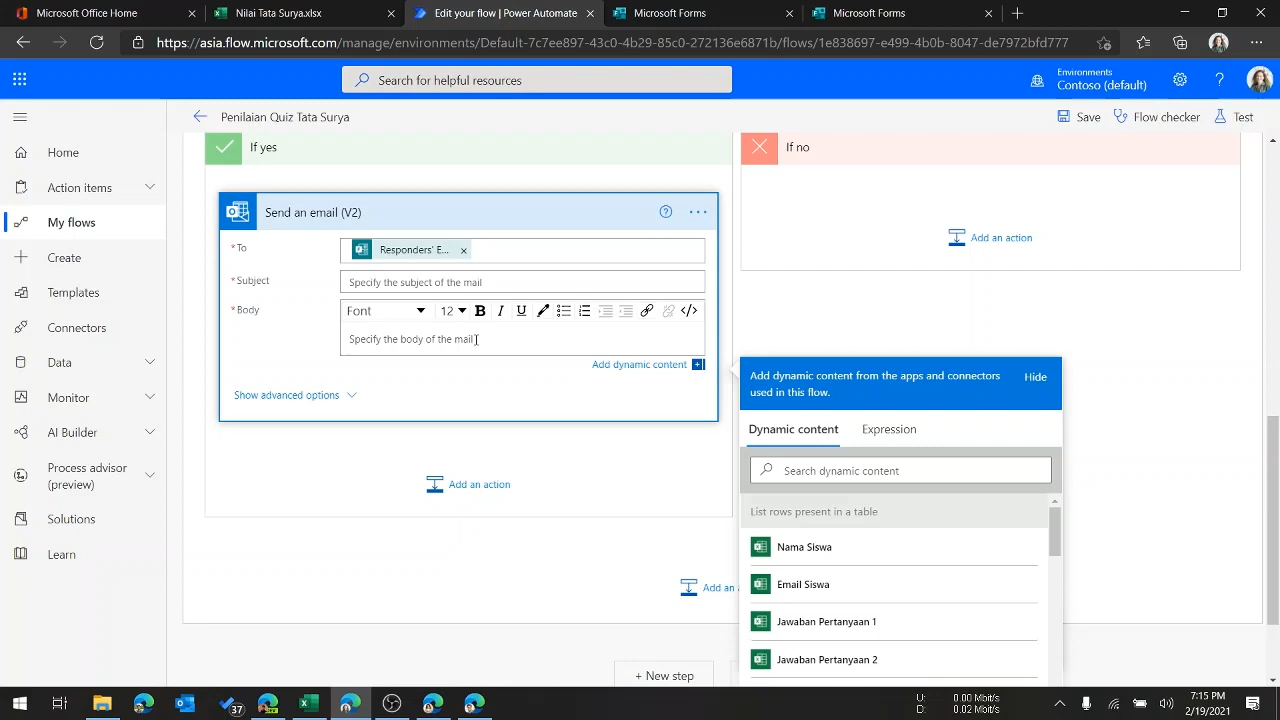 Microsoft Office Home
Nilai Tata Surya.xlsx
Edit your flow | Power Automate
Microsoft Forms
Microsoft Forms
https://asia.flow.microsoft.com/manage/environments/Default-7c7ee897-43c0-4b29-85c0-272136e6871b/flows/1e838697-e499-4b0b-8047-de7972bfd777
Search for helpful resources
Environments
Contoso (default)
Penilaian Quiz Tata Surya
Save
Flow checker
Test
Home
Action items
My flows
Create
Templates
Connectors
Data
Monitor
AI Builder
Process advisor
(preview)
Solutions
Learn
If yes
If no
Send an email (V2)
*To
Responders' E...
*Subject
Specify the subject of the mail
*Body
Font
12
B I U
Specify the body of the mail
Add dynamic content
Show advanced options
Add an action
Add an action
Add an a
+ New step
Add dynamic content from the apps and connectors
used in this flow.
Hide
Dynamic content
Expression
Search dynamic content
List rows present in a table
Nama Siswa
Email Siswa
Jawaban Pertanyaan 1
Jawaban Pertanyaan 2
37
U:
D:
0.00 Mbit/s
0.02 Mbit/s
7:15 PM
2/19/2021